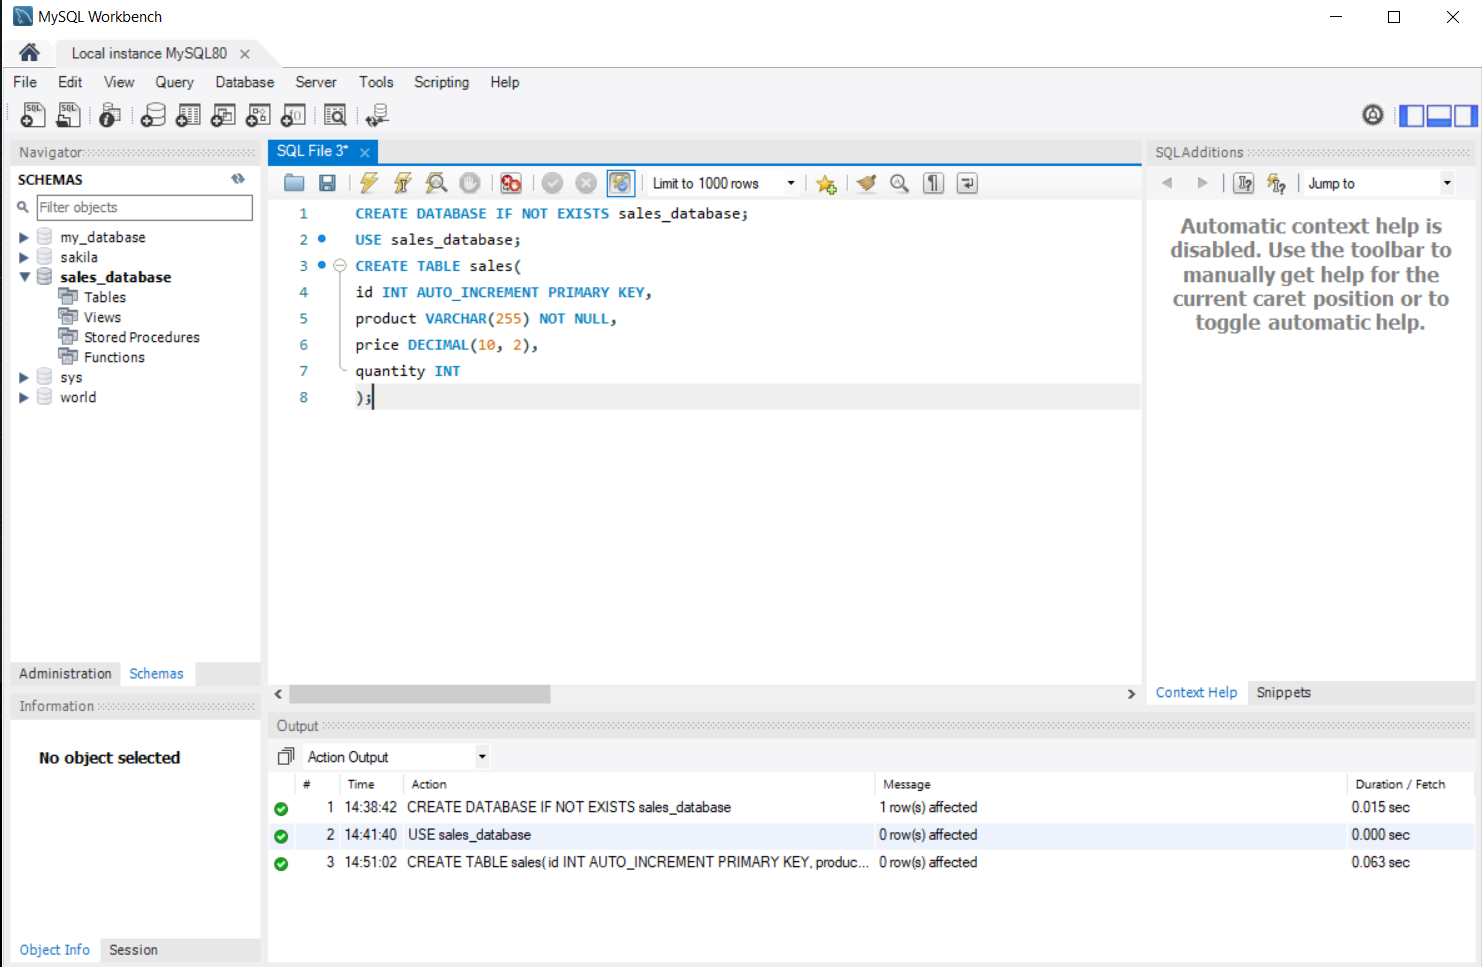 MySQL Workbench
Local instance MySQL80
File Edit View Query Database Server Tools Scripting Help
SQL SQL
Navigator
SCHEMAS
Filter objects
my_database
sakila
sales_database
Tables
Views
Stored Procedures
Functions
sys
world
Administration Schemas
Information
No object selected
Object Info Session
SQL File 3*
Limit to 1000 rows
1 CREATE DATABASE IF NOT EXISTS sales_database;
2 USE sales_database;
3 CREATE TABLE sales(
4 id INT AUTO_INCREMENT PRIMARY KEY,
5 product VARCHAR(255) NOT NULL,
6 price DECIMAL(10, 2),
7 quantity INT
8 );
SQLAdditions
Jump to
Automatic context help is
disabled. Use the toolbar to
manually get help for the
current caret position or to
toggle automatic help.
Context Help Snippets
Output
Action Output
# Time Action Message Duration / Fetch
1 14:38:42 CREATE DATABASE IF NOT EXISTS sales_database 1 row(s) affected 0.015 sec
2 14:41:40 USE sales_database 0 row(s) affected 0.000 sec
3 14:51:02 CREATE TABLE sales( id INT AUTO_INCREMENT PRIMARY KEY, produc... 0 row(s) affected 0.063 sec